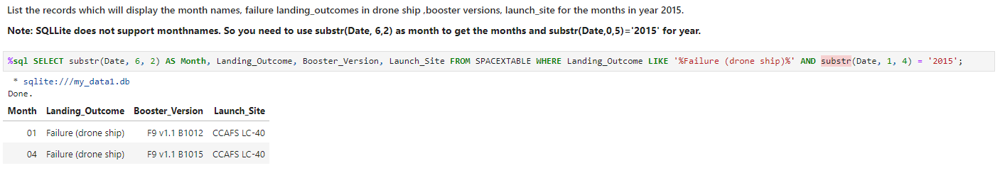 List the records which will display the month names, failure landing_outcomes in drone ship ,booster versions, launch_site for the months in year 2015.
Note: SQLLite does not support monthnames. So you need to use substr(Date, 6,2) as month to get the months and substr(Date,0,5)='2015' for year.
%sql SELECT substr(Date, 6, 2) AS Month, Landing_Outcome, Booster_Version, Launch_Site FROM SPACEXTABLE WHERE Landing_Outcome LIKE '%Failure (drone ship)%' AND substr(Date, 1, 4) = '2015';
* sqlite:///my_data1.db
Done.
Month Landing_Outcome Booster_Version Launch_Site
01 Failure (drone ship) F9 v1.1 B1012 CCAFS LC-40
04 Failure (drone ship) F9 v1.1 B1015 CCAFS LC-40